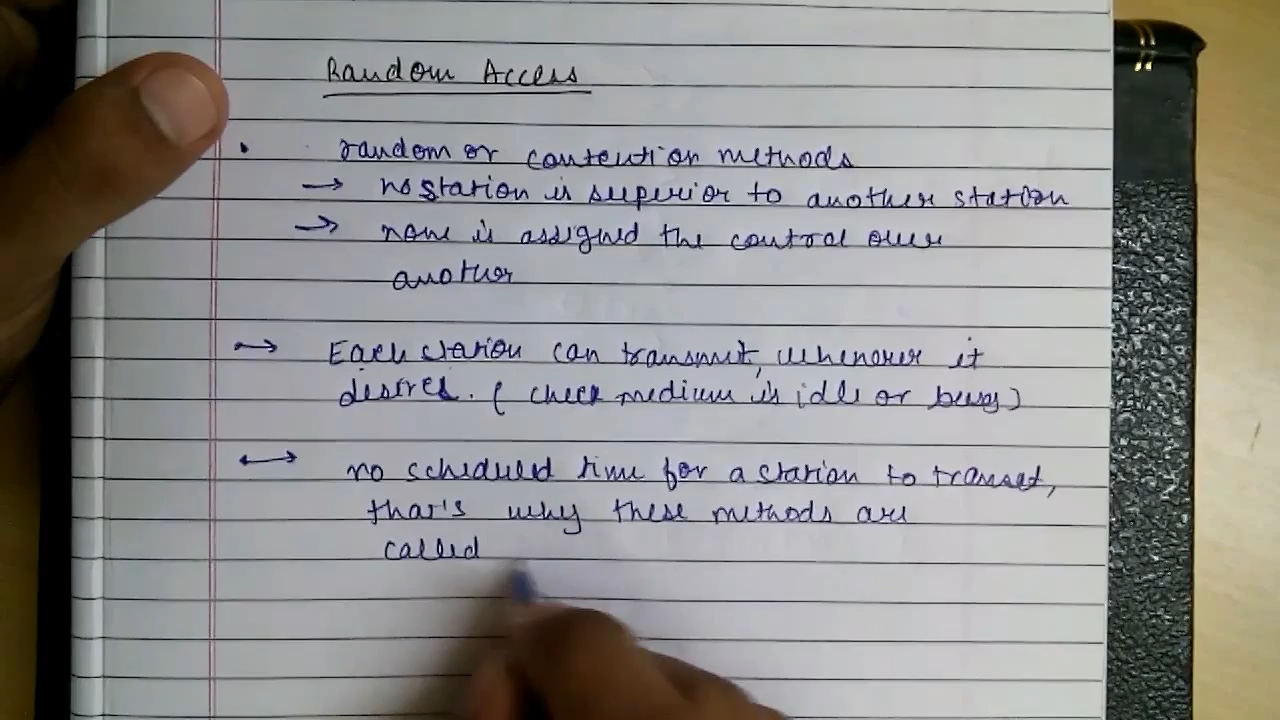 Random Access
• random or contention methods
→ no station is superior to another station
→ none is assigned the control over
another
→ Each station can transmit, whenever it
desires. ( check medium is idle or busy )
↔ no scheduled time for a station to transet,
that's why these methods are
called